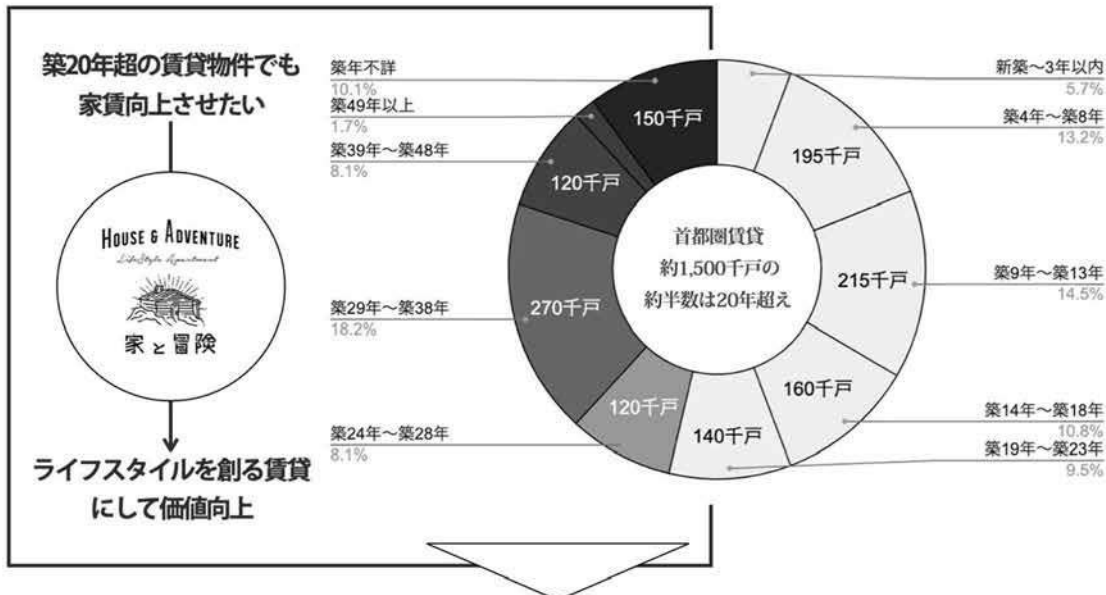 築20年超の賃貸物件でも
家賃向上させたい
HOUSE & ADVENTURE
LifeStyle Apartment
家と冒険
ライフスタイルを創る賃貸
にして価値向上
築年不詳
10.1%
築49年以上
1.7%
築39年〜築48年
8.1%
築29年〜築38年
18.2%
築24年〜築28年
8.1%
新築〜3年以内
5.7%
築4年〜築8年
13.2%
築9年〜築13年
14.5%
築14年〜築18年
10.8%
築19年〜築23年
9.5%
150千戸
195千戸
120千戸
215千戸
270千戸
160千戸
120千戸
140千戸
首都圏賃貸
約1,500千戸の
約半数は20年超え